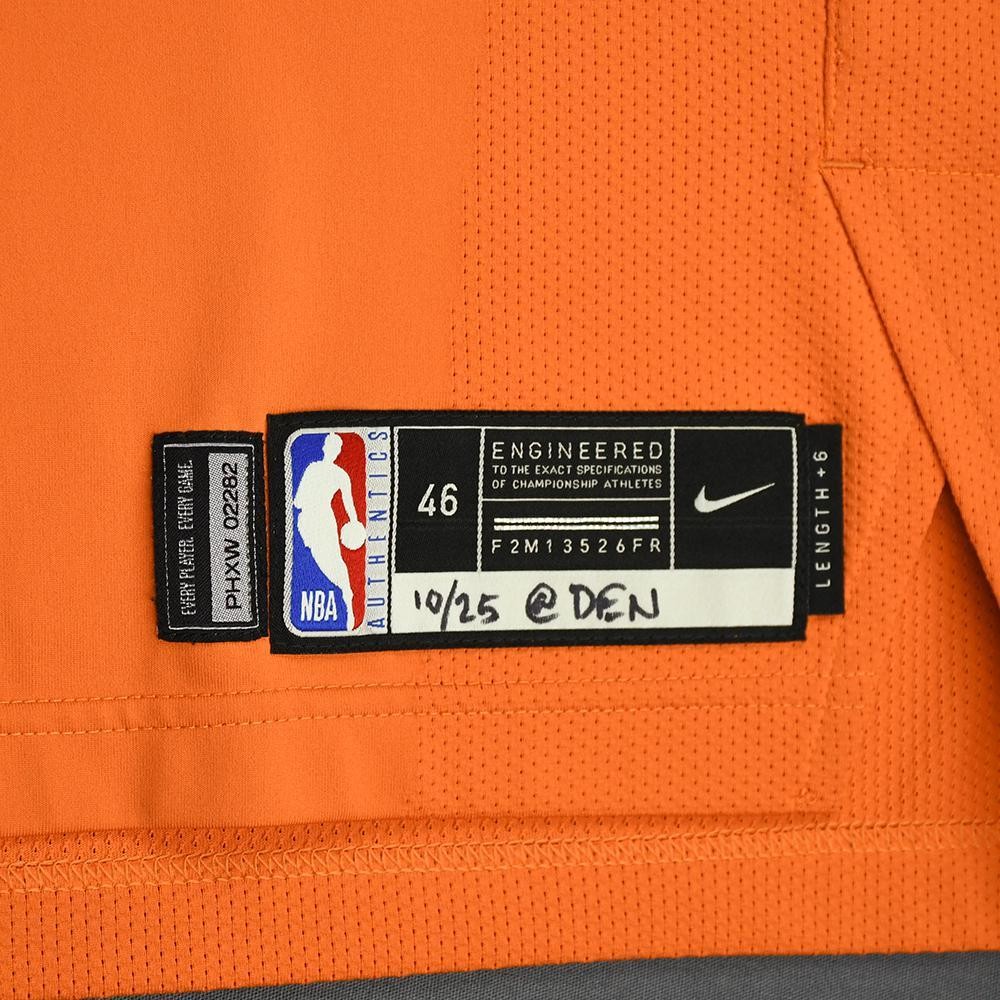 EVERY PLAYER. EVERY GAME.
PHXW 02282
NBA
AUTHENTICS
46
ENGINEERED
TO THE EXACT SPECIFICATIONS
OF CHAMPIONSHIP ATHLETES
F2M13526FR
10/25 @ DEN
LENGTH +6